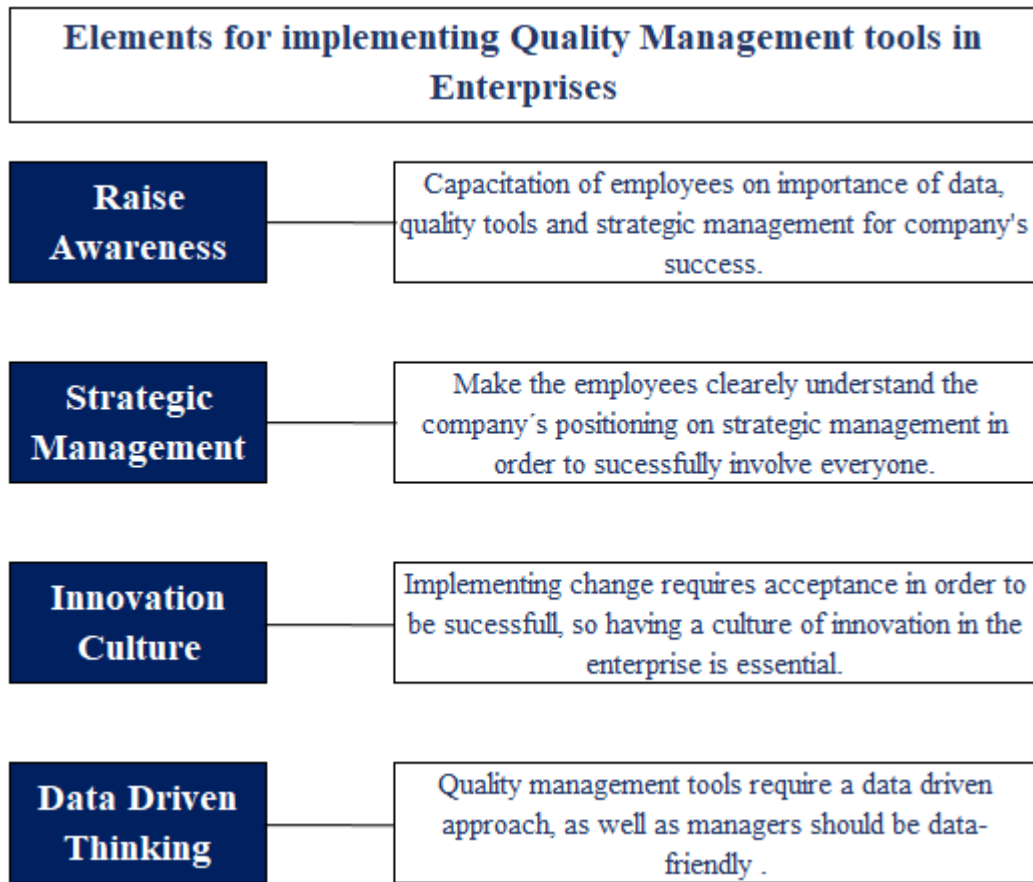 Elements for implementing Quality Management tools in
Enterprises
Raise
Awareness
Capacitation of employees on importance of data,
quality tools and strategic management for company's
success.
Strategic
Management
Make the employees clearely understand the
company´s positioning on strategic management in
order to sucessfully involve everyone.
Innovation
Culture
Implementing change requires acceptance in order to
be sucessfull, so having a culture of innovation in the
enterprise is essential.
Data Driven
Thinking
Quality management tools require a data driven
approach, as well as managers should be data-
friendly .